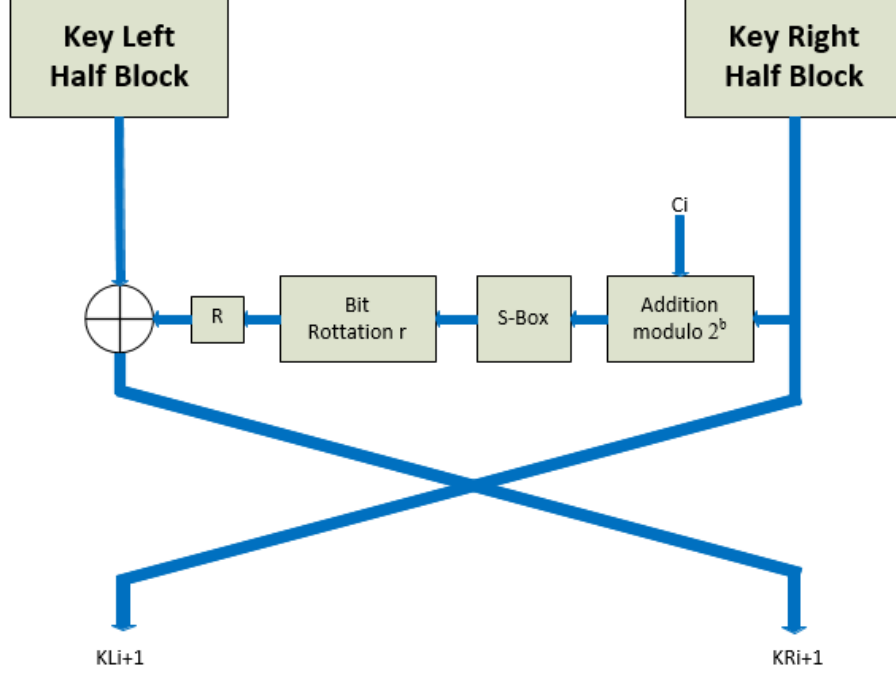 Key Left
Half Block
Key Right
Half Block
Ci
R
Bit
Rottation r
S-Box
Addition
modulo 2ᵇ
KLi+1
KRi+1